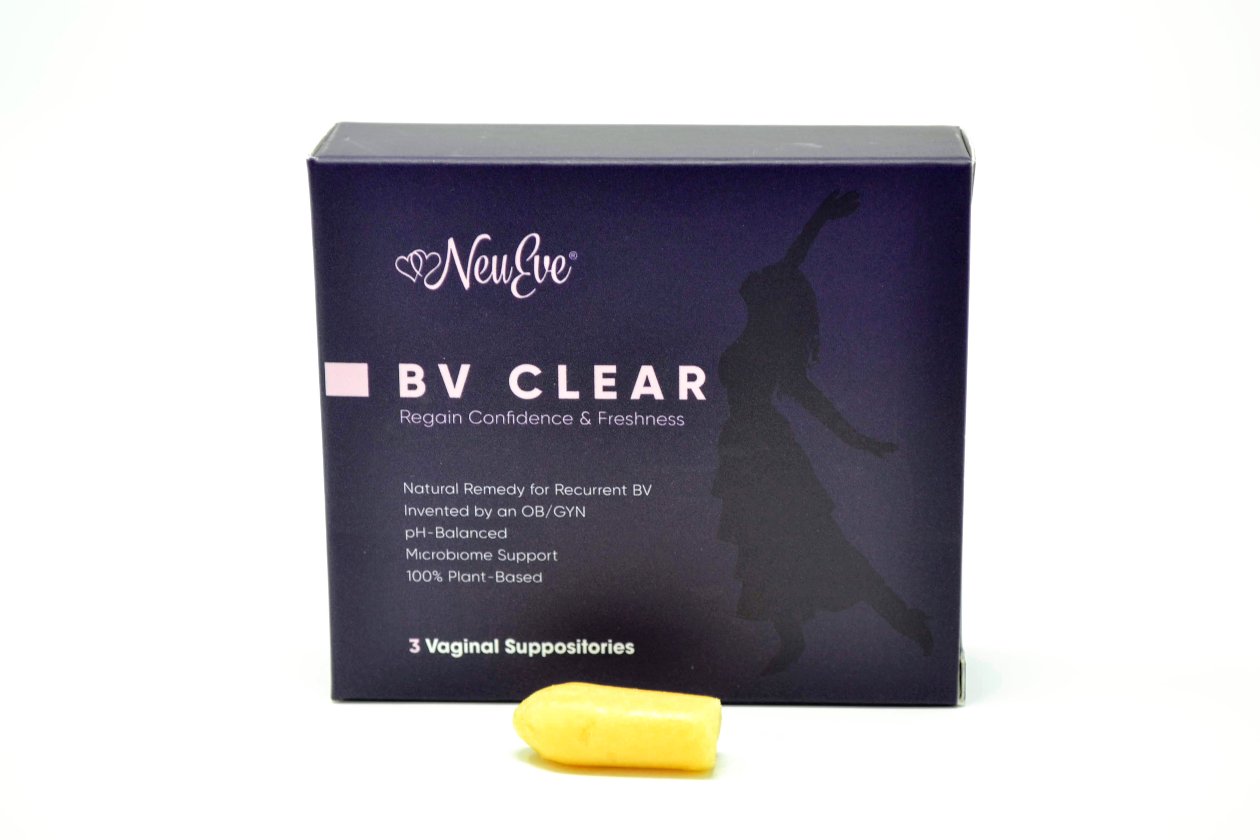 NeuEve®
BV CLEAR
Regain Confidence & Freshness
Natural Remedy for Recurrent BV
Invented by an OB/GYN
pH-Balanced
Microbiome Support
100% Plant-Based
3 Vaginal Suppositories